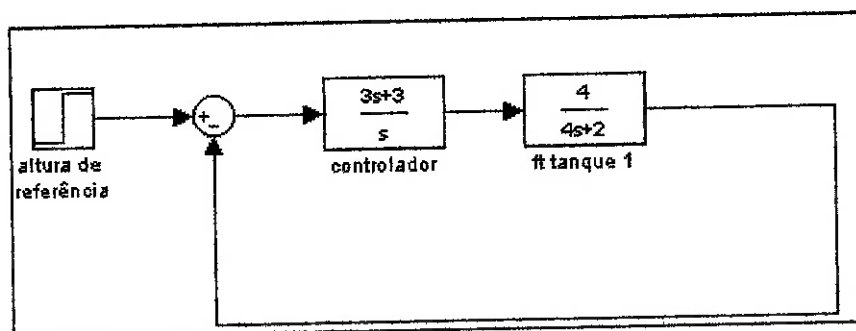 altura de
referência
+
-
3s+3
s
controlador
4
4s+2
ft tanque 1